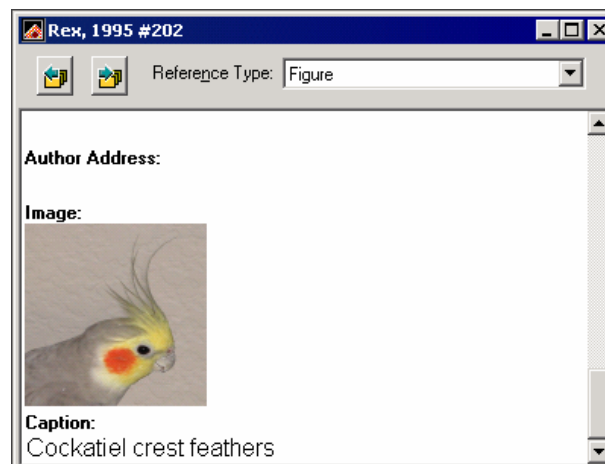 Rex, 1995 #202
Reference Type: Figure
Author Address:
Image:
Caption:
Cockatiel crest feathers